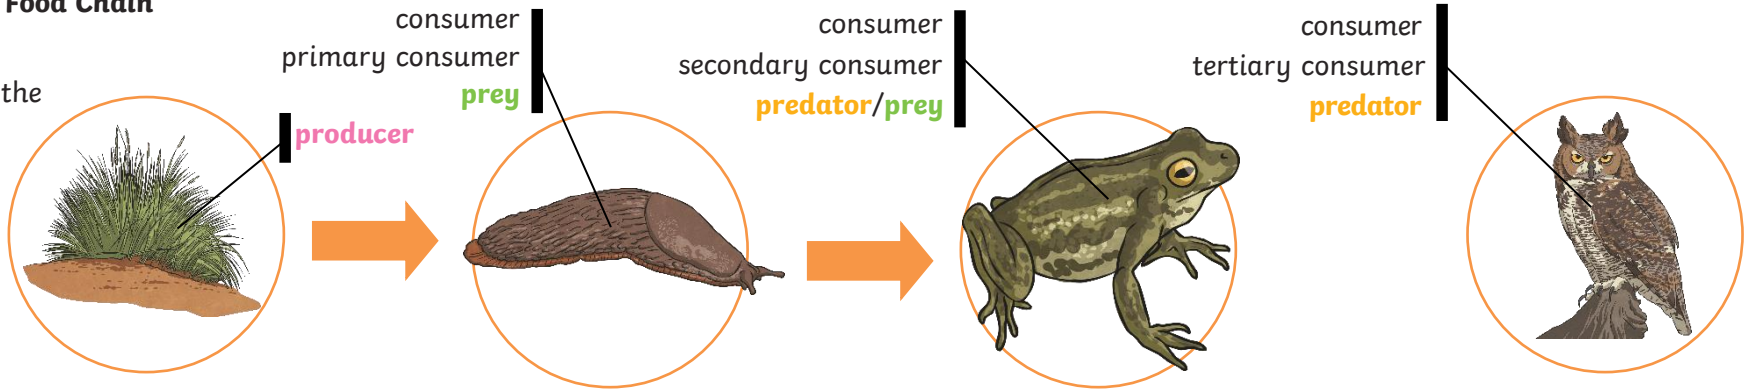 Food Chain
the
producer
consumer
primary consumer
prey
consumer
secondary consumer
predator/prey
consumer
tertiary consumer
predator